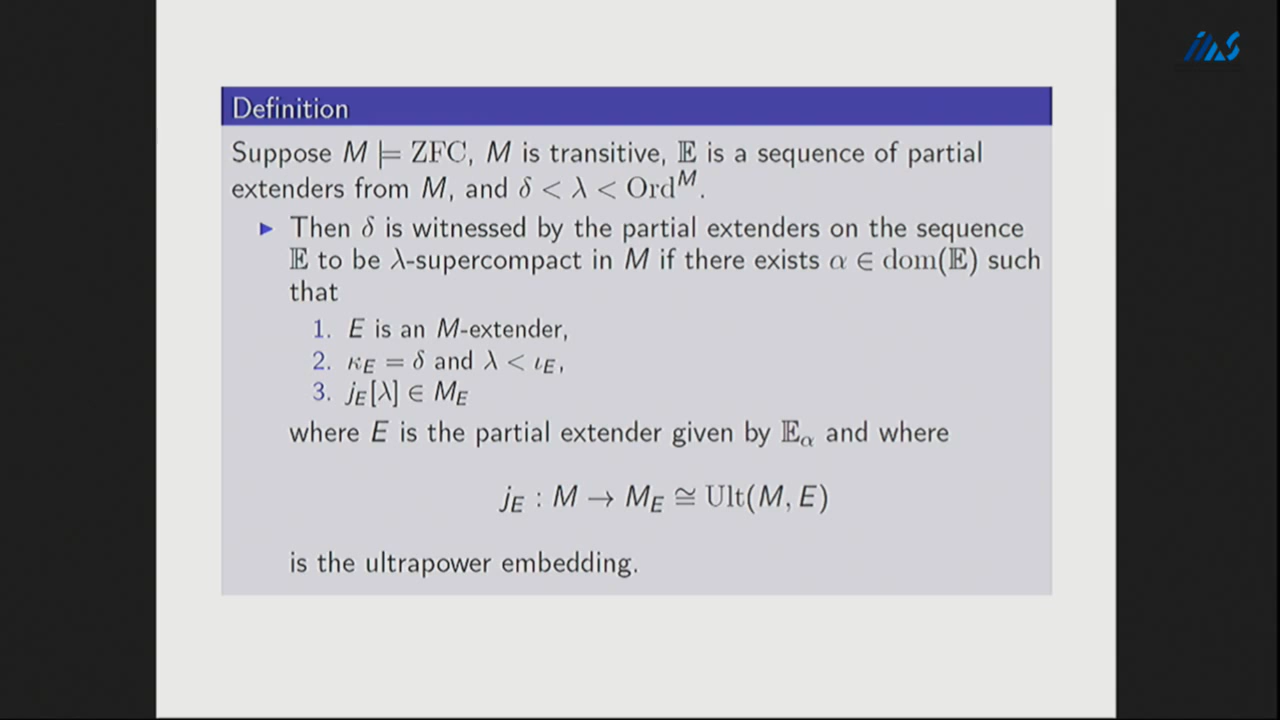 ims
Definition
Suppose M ⊨ ZFC, M is transitive, 𝔼 is a sequence of partial
extenders from M, and δ < λ < Ord^M.
▶ Then δ is witnessed by the partial extenders on the sequence
𝔼 to be λ-supercompact in M if there exists α ∈ dom(𝔼) such
that
1. E is an M-extender,
2. κ_E = δ and λ < ι_E,
3. j_E[λ] ∈ M_E
where E is the partial extender given by 𝔼_α and where
j_E : M → M_E ≅ Ult(M, E)
is the ultrapower embedding.